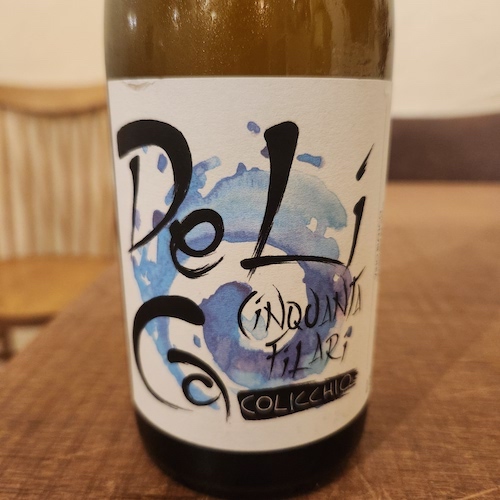 DeLi
Ca
CiNQUANTA
FiLARi
COLICCHIO